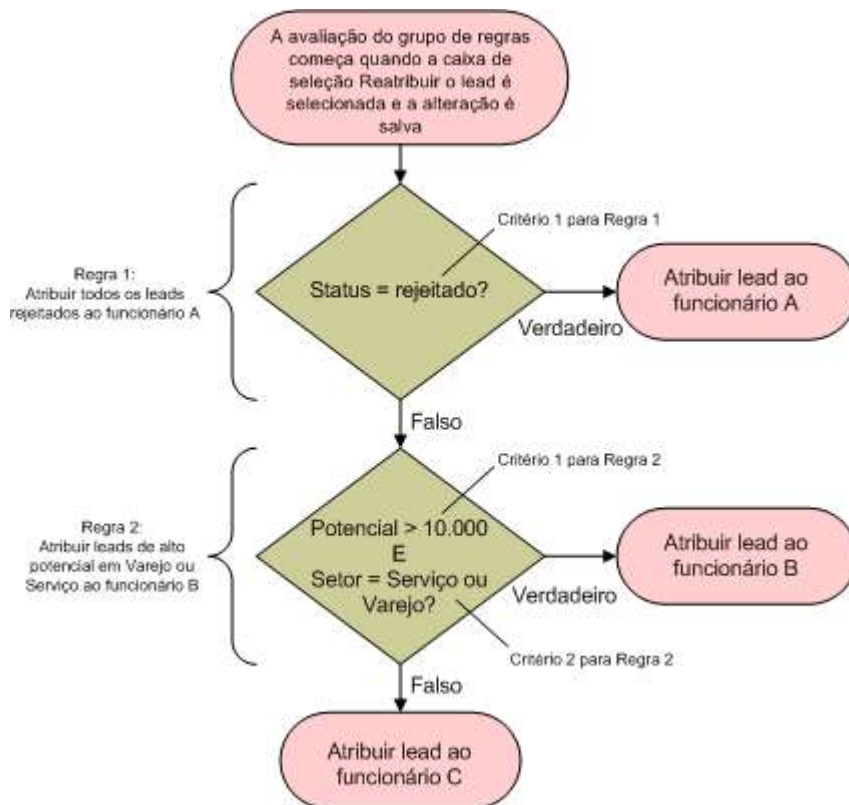 A avaliação do grupo de regras
começa quando a caixa de
seleção Reatribuir o lead é
selecionada e a alteração é
salva
Critério 1 para Regra 1
Regra 1:
Atribuir todos os leads
rejeitados ao funcionário A
Status = rejeitado?
Verdadeiro
Atribuir lead ao
funcionário A
Falso
Critério 1 para Regra 2
Regra 2:
Atribuir leads de alto
potencial em Varejo ou
Serviço ao funcionário B
Potencial > 10.000
E
Setor = Serviço ou
Varejo?
Verdadeiro
Atribuir lead ao
funcionário B
Critério 2 para Regra 2
Falso
Atribuir lead ao
funcionário C